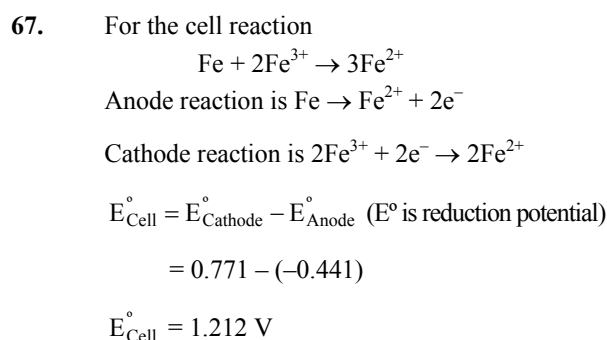 67. For the cell reaction
Fe + 2Fe³⁺ → 3Fe²⁺
Anode reaction is Fe → Fe²⁺ + 2e⁻
Cathode reaction is 2Fe³⁺ + 2e⁻ → 2Fe²⁺
E°Cell = E°Cathode – E°Anode (Eº is reduction potential)
= 0.771 – (–0.441)
E°Cell = 1.212 V